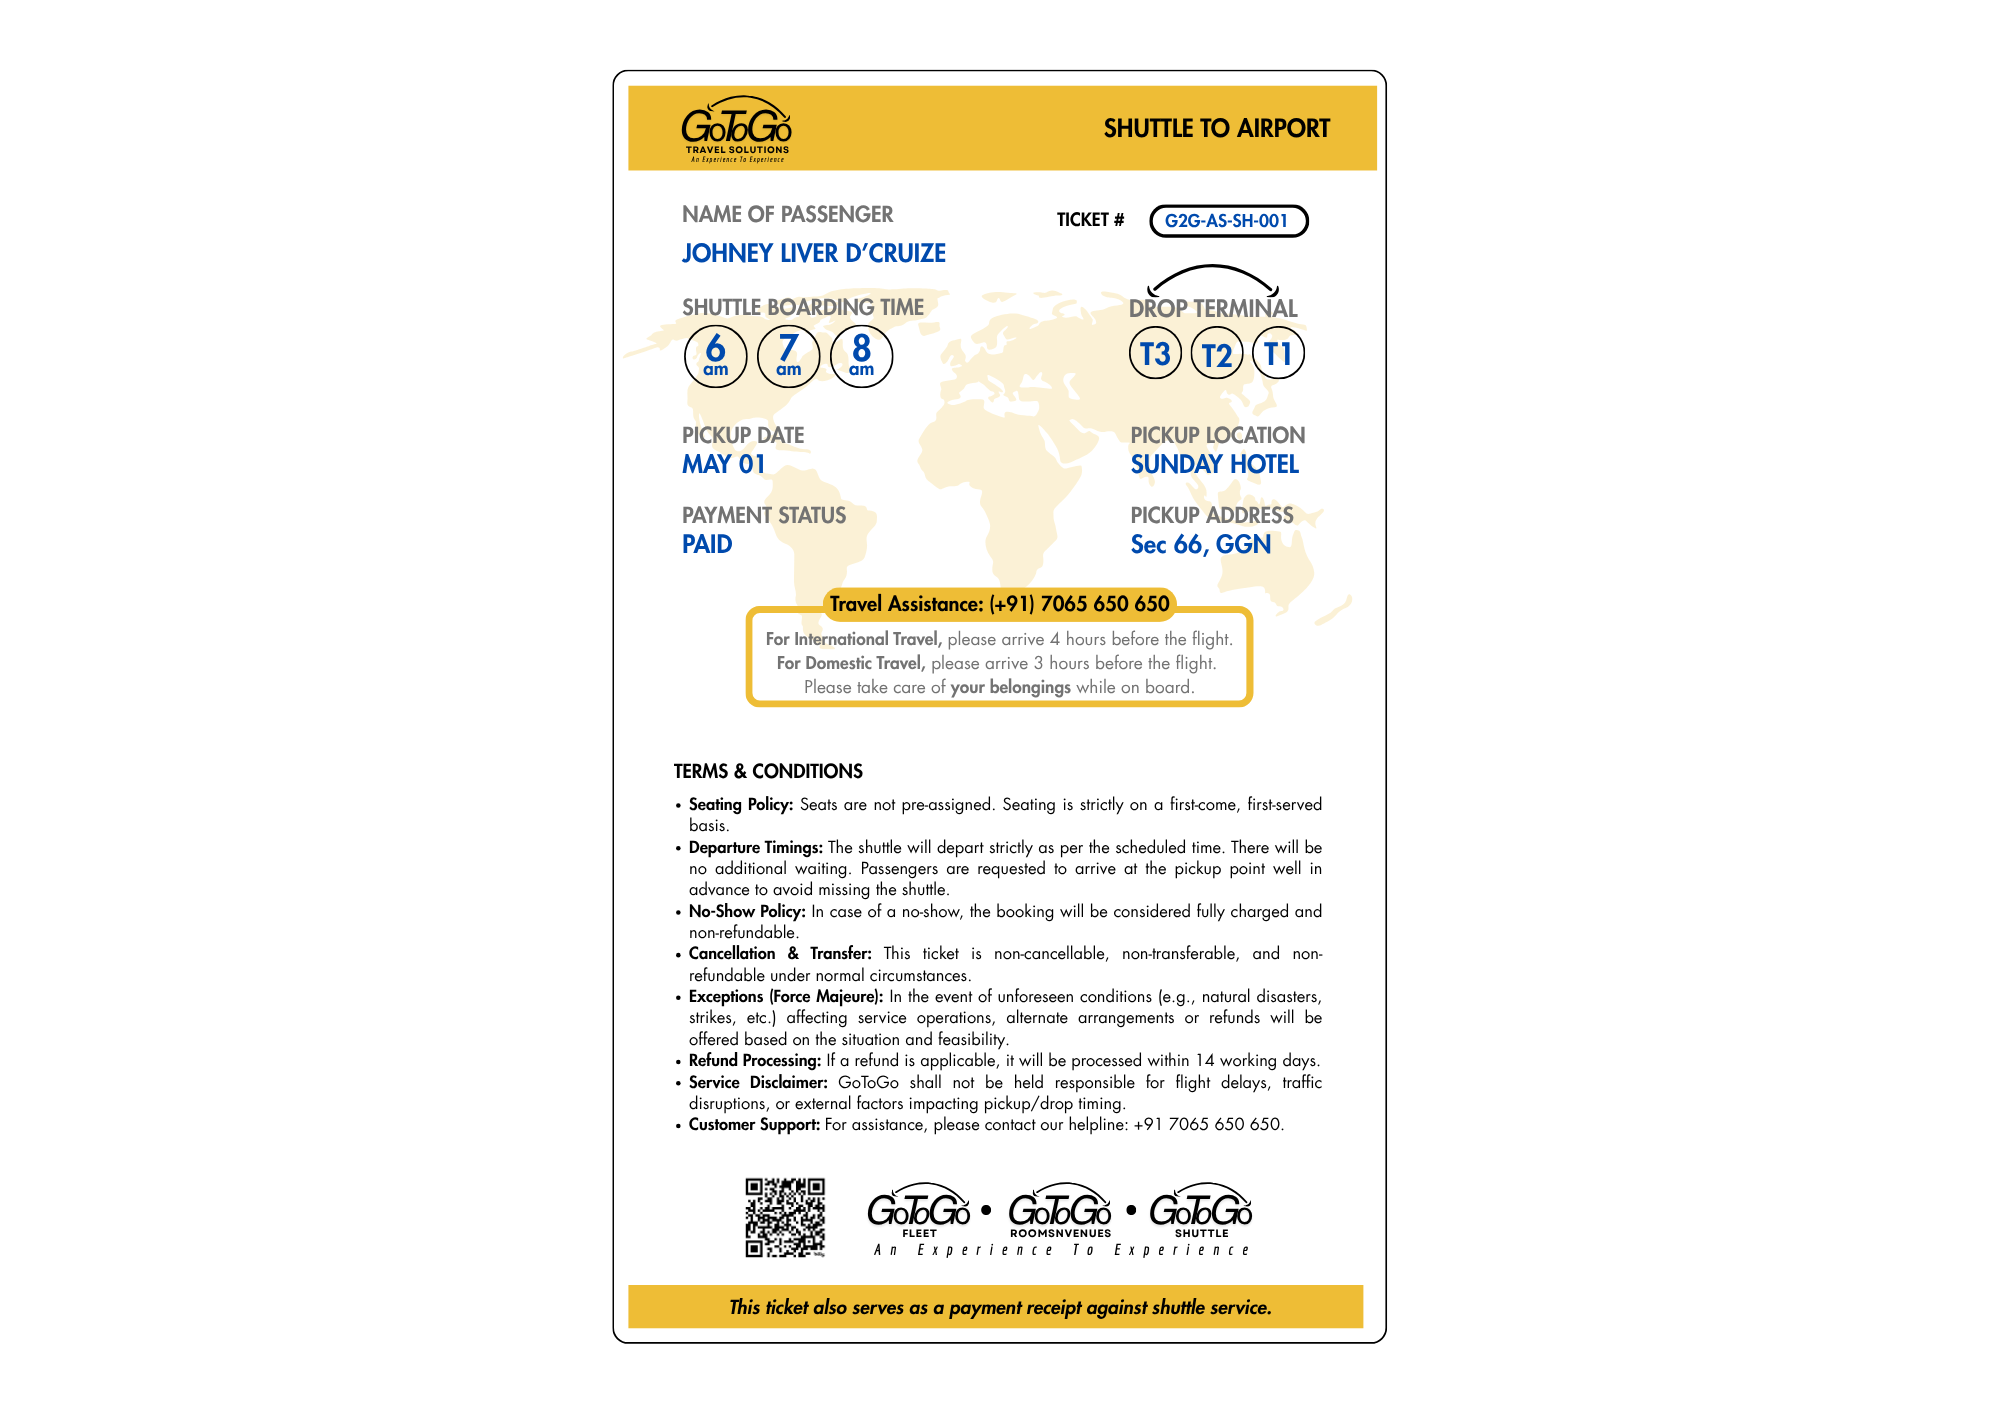 GoToGo
TRAVEL SOLUTIONS
An Experience To Experience
SHUTTLE TO AIRPORT
NAME OF PASSENGER
JOHNEY LIVER D’CRUIZE
TICKET #
G2G-AS-SH-001
SHUTTLE BOARDING TIME
6 am 7 am 8 am
DROP TERMINAL
T3 T2 T1
PICKUP DATE
MAY 01
PICKUP LOCATION
SUNDAY HOTEL
PAYMENT STATUS
PAID
PICKUP ADDRESS
Sec 66, GGN
Travel Assistance: (+91) 7065 650 650
For International Travel, please arrive 4 hours before the flight.
For Domestic Travel, please arrive 3 hours before the flight.
Please take care of your belongings while on board.
TERMS & CONDITIONS
• Seating Policy: Seats are not pre-assigned. Seating is strictly on a first-come, first-served
basis.
• Departure Timings: The shuttle will depart strictly as per the scheduled time. There will be
no additional waiting. Passengers are requested to arrive at the pickup point well in
advance to avoid missing the shuttle.
• No-Show Policy: In case of a no-show, the booking will be considered fully charged and
non-refundable.
• Cancellation & Transfer: This ticket is non-cancellable, non-transferable, and non-
refundable under normal circumstances.
• Exceptions (Force Majeure): In the event of unforeseen conditions (e.g., natural disasters,
strikes, etc.) affecting service operations, alternate arrangements or refunds will be
offered based on the situation and feasibility.
• Refund Processing: If a refund is applicable, it will be processed within 14 working days.
• Service Disclaimer: GoToGo shall not be held responsible for flight delays, traffic
disruptions, or external factors impacting pickup/drop timing.
• Customer Support: For assistance, please contact our helpline: +91 7065 650 650.
GoToGo • GoToGo • GoToGo
FLEET ROOMSNVENUES SHUTTLE
An Experience To Experience
This ticket also serves as a payment receipt against shuttle service.